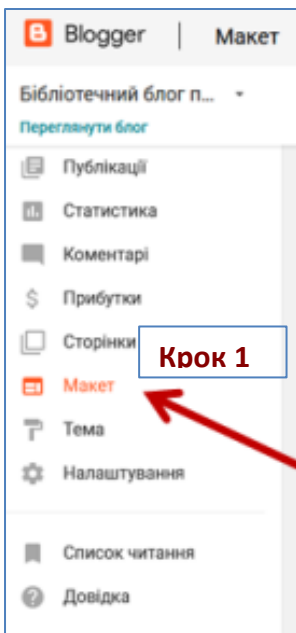 Blogger | Макет
Бібліотечний блог п...
Переглянути блог
Публікації
Статистика
Коментарі
Прибутки
Сторінки
Крок 1
Макет
Тема
Налаштування
Список читання
Довідка